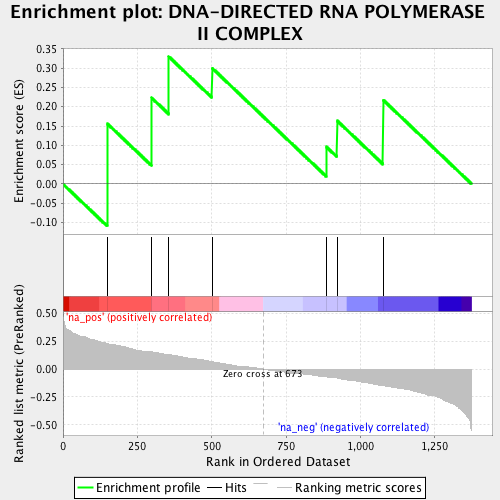 Enrichment plot: DNA-DIRECTED RNA POLYMERASE
II COMPLEX
Enrichment score (ES)
0.35
0.30
0.25
0.20
0.15
0.10
0.05
0.00
-0.05
-0.10
'na_pos' (positively correlated)
Ranked list metric (PreRanked)
0.50
0.25
0.00
-0.25
-0.50
Zero cross at 673
'na_neg' (negatively correlated)
0 250 500 750 1,000 1,250
Rank in Ordered Dataset
Enrichment profile Hits Ranking metric scores